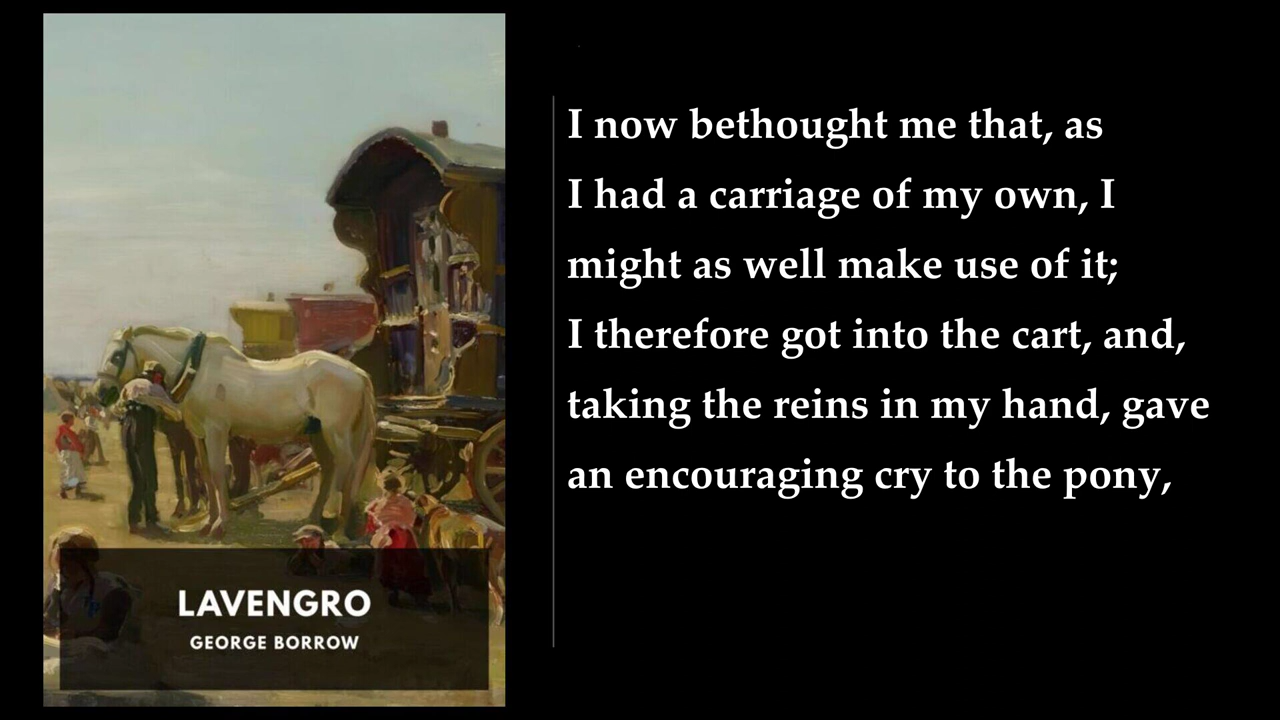 LAVENGRO
GEORGE BORROW
I now bethought me that, as
I had a carriage of my own, I
might as well make use of it;
I therefore got into the cart, and,
taking the reins in my hand, gave
an encouraging cry to the pony,